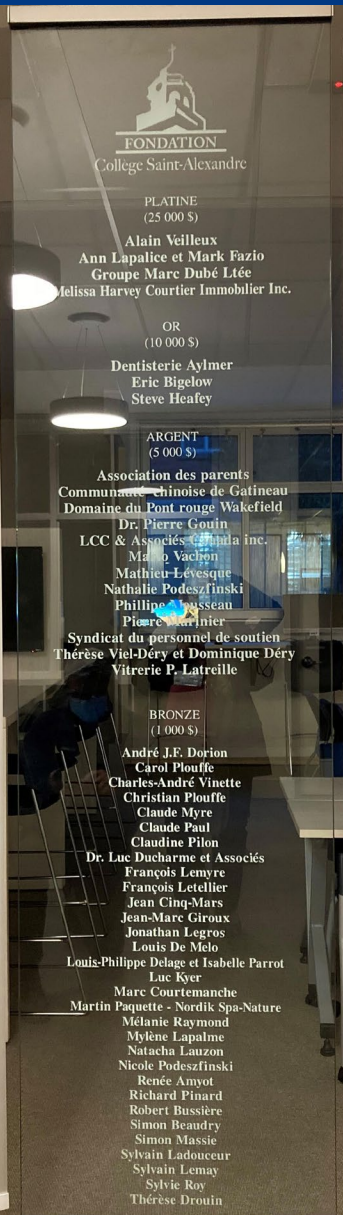 FONDATION
Collège Saint-Alexandre
PLATINE
(25 000 $)
Alain Veilleux
Ann Lapalice et Mark Fazio
Groupe Marc Dubé Ltée
Melissa Harvey Courtier Immobilier Inc.
OR
(10 000 $)
Dentisterie Aylmer
Eric Bigelow
Steve Heafey
ARGENT
(5 000 $)
Association des parents
Communauté chinoise de Gatineau
Domaine du Pont rouge Wakefield
Dr. Pierre Gouin
LCC & Associés Canada inc.
Vachon
Mathieu Lévesque
Nathalie Podeszfinski
Phillipe
Pierre
Syndicat du personnel de soutien
Thérèse Viel-Déry et Dominique Déry
Vitrerie P. Latreille
BRONZE
(1 000 $)
André J.F. Dorion
Carol Plouffe
Charles-André Vinette
Christian Plouffe
Claude Myre
Claude Paul
Claudine Pilon
Dr. Luc Ducharme et Associés
François Lemyre
François Letellier
Jean Cinq-Mars
Jean-Marc Giroux
Jonathan Legros
Louis De Melo
Louis-Philippe Delage et Isabelle Parrot
Luc Kyer
Marc Courtemanche
Martin Paquette - Nordik Spa-Nature
Mélanie Raymond
Mylène Lapalme
Natacha Lauzon
Nicole Podeszfinski
Renée Amyot
Richard Pinard
Robert Bussière
Simon Beaudry
Simon Massie
Sylvain Ladouceur
Sylvain Lemay
Sylvie Roy
Thérèse Drouin